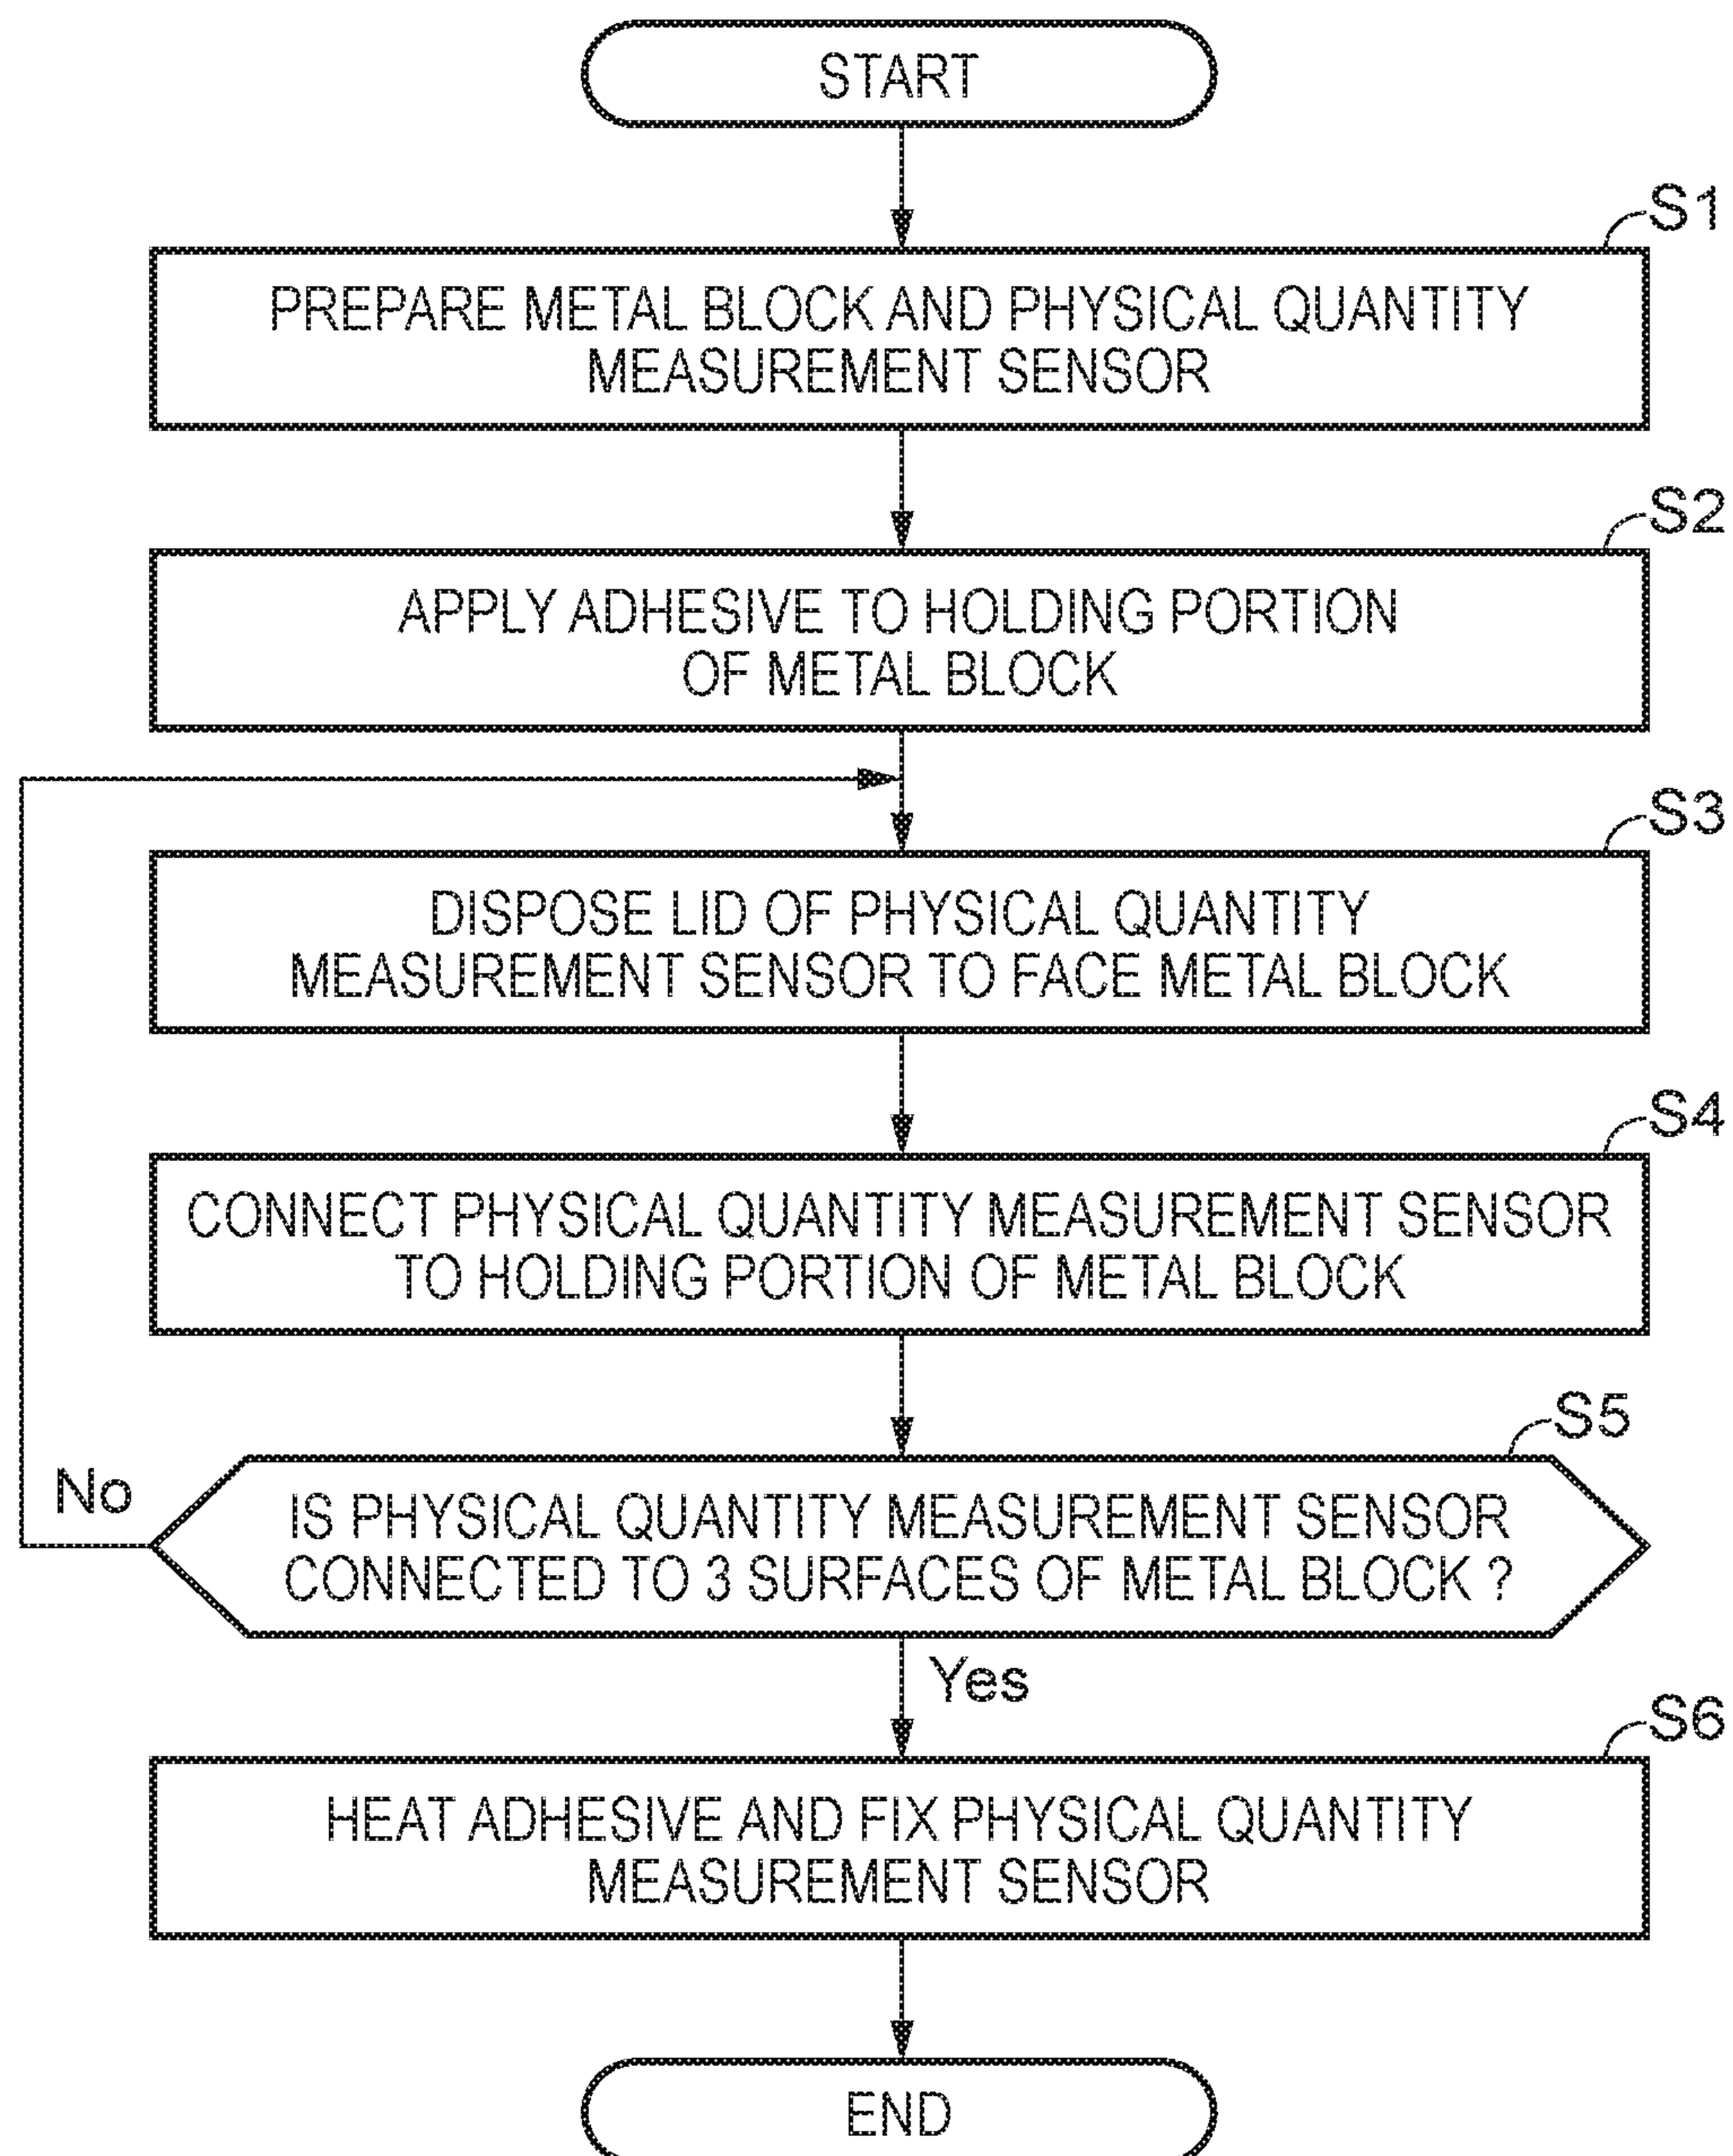 START
S1
PREPARE METAL BLOCK AND PHYSICAL QUANTITY
MEASUREMENT SENSOR
S2
APPLY ADHESIVE TO HOLDING PORTION
OF METAL BLOCK
S3
DISPOSE LID OF PHYSICAL QUANTITY
MEASUREMENT SENSOR TO FACE METAL BLOCK
S4
CONNECT PHYSICAL QUANTITY MEASUREMENT SENSOR
TO HOLDING PORTION OF METAL BLOCK
S5
No
IS PHYSICAL QUANTITY MEASUREMENT SENSOR
CONNECTED TO 3 SURFACES OF METAL BLOCK ?
Yes
S6
HEAT ADHESIVE AND FIX PHYSICAL QUANTITY
MEASUREMENT SENSOR
END